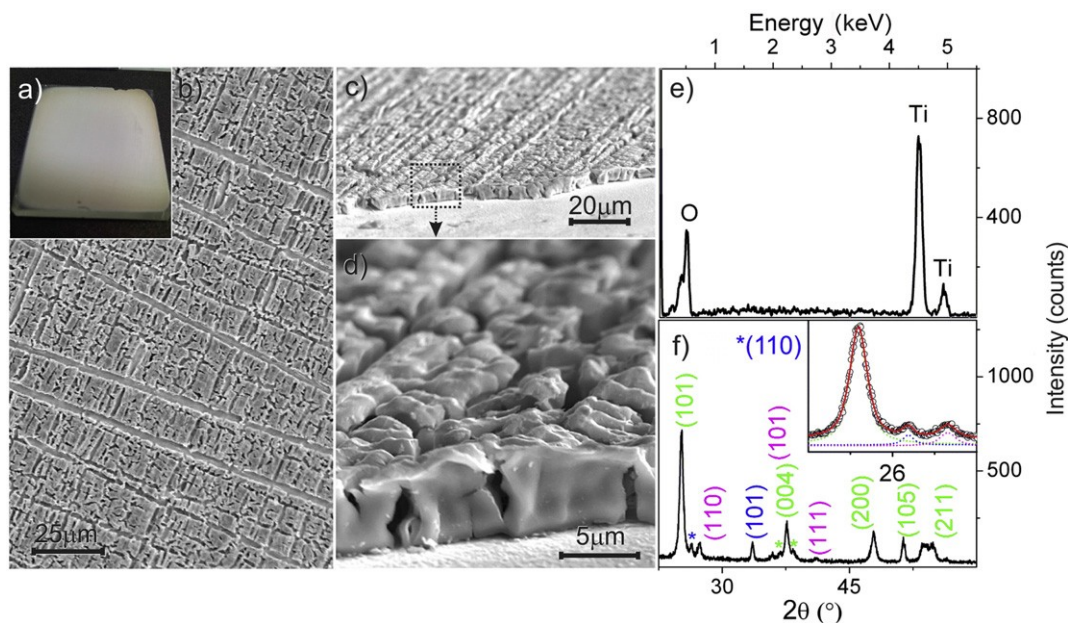 Energy (keV)
1 2 3 4 5
a)
b)
25μm
c)
20μm
d)
5μm
e)
O
Ti
Ti
800
400
Intensity (counts)
f)
*(110)
26
(101)
*
(110)
(101)
(101)
(004)
* *
(111)
(200)
(105)
(211)
1000
500
30 45
2θ (°)